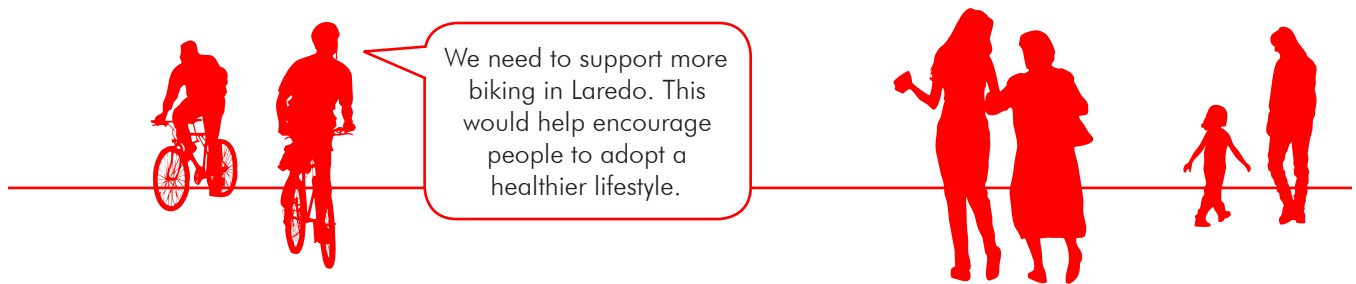 We need to support more
biking in Laredo. This
would help encourage
people to adopt a
healthier lifestyle.